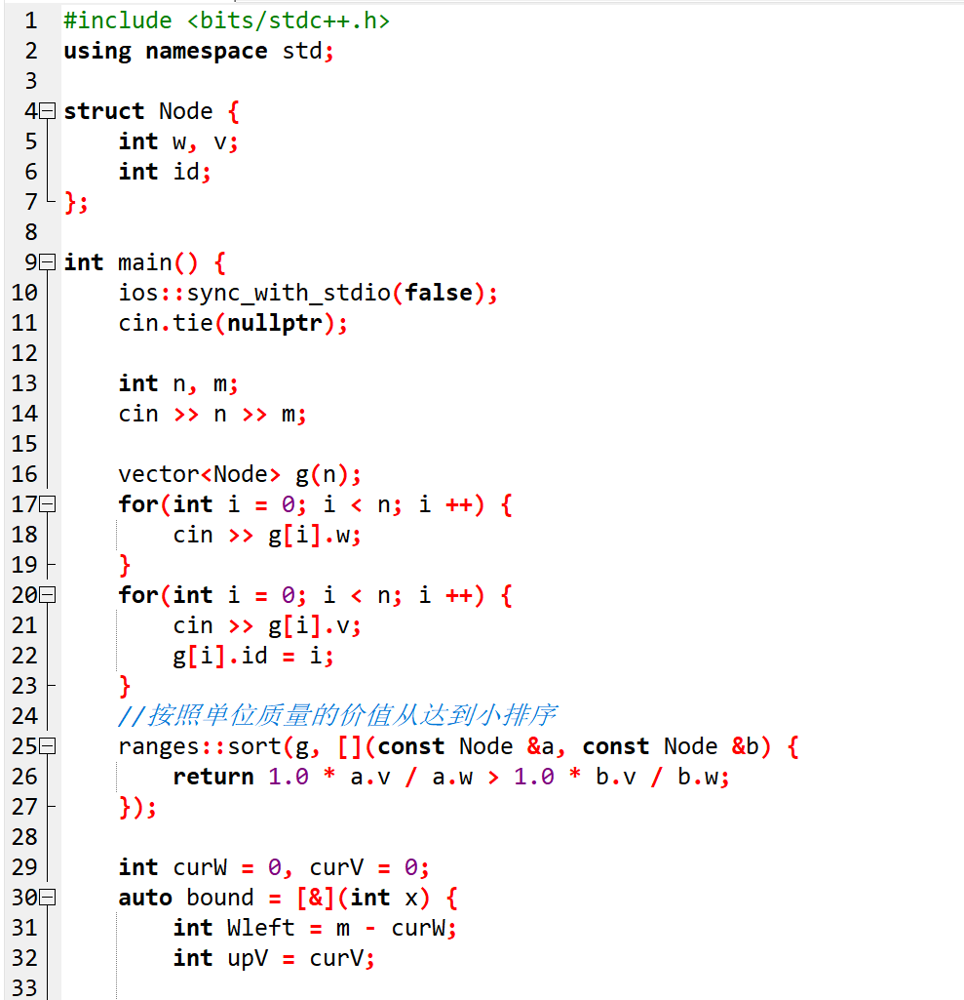 1 #include <bits/stdc++.h>
2 using namespace std;
3
4 struct Node {
5     int w, v;
6     int id;
7 };
8
9 int main() {
10     ios::sync_with_stdio(false);
11     cin.tie(nullptr);
12
13     int n, m;
14     cin >> n >> m;
15
16     vector<Node> g(n);
17     for(int i = 0; i < n; i ++) {
18         cin >> g[i].w;
19     }
20     for(int i = 0; i < n; i ++) {
21         cin >> g[i].v;
22         g[i].id = i;
23     }
24     //按照单位质量的价值从达到小排序
25     ranges::sort(g, [](const Node &a, const Node &b) {
26         return 1.0 * a.v / a.w > 1.0 * b.v / b.w;
27     });
28
29     int curW = 0, curV = 0;
30     auto bound = [&](int x) {
31         int Wleft = m - curW;
32         int upV = curV;
33